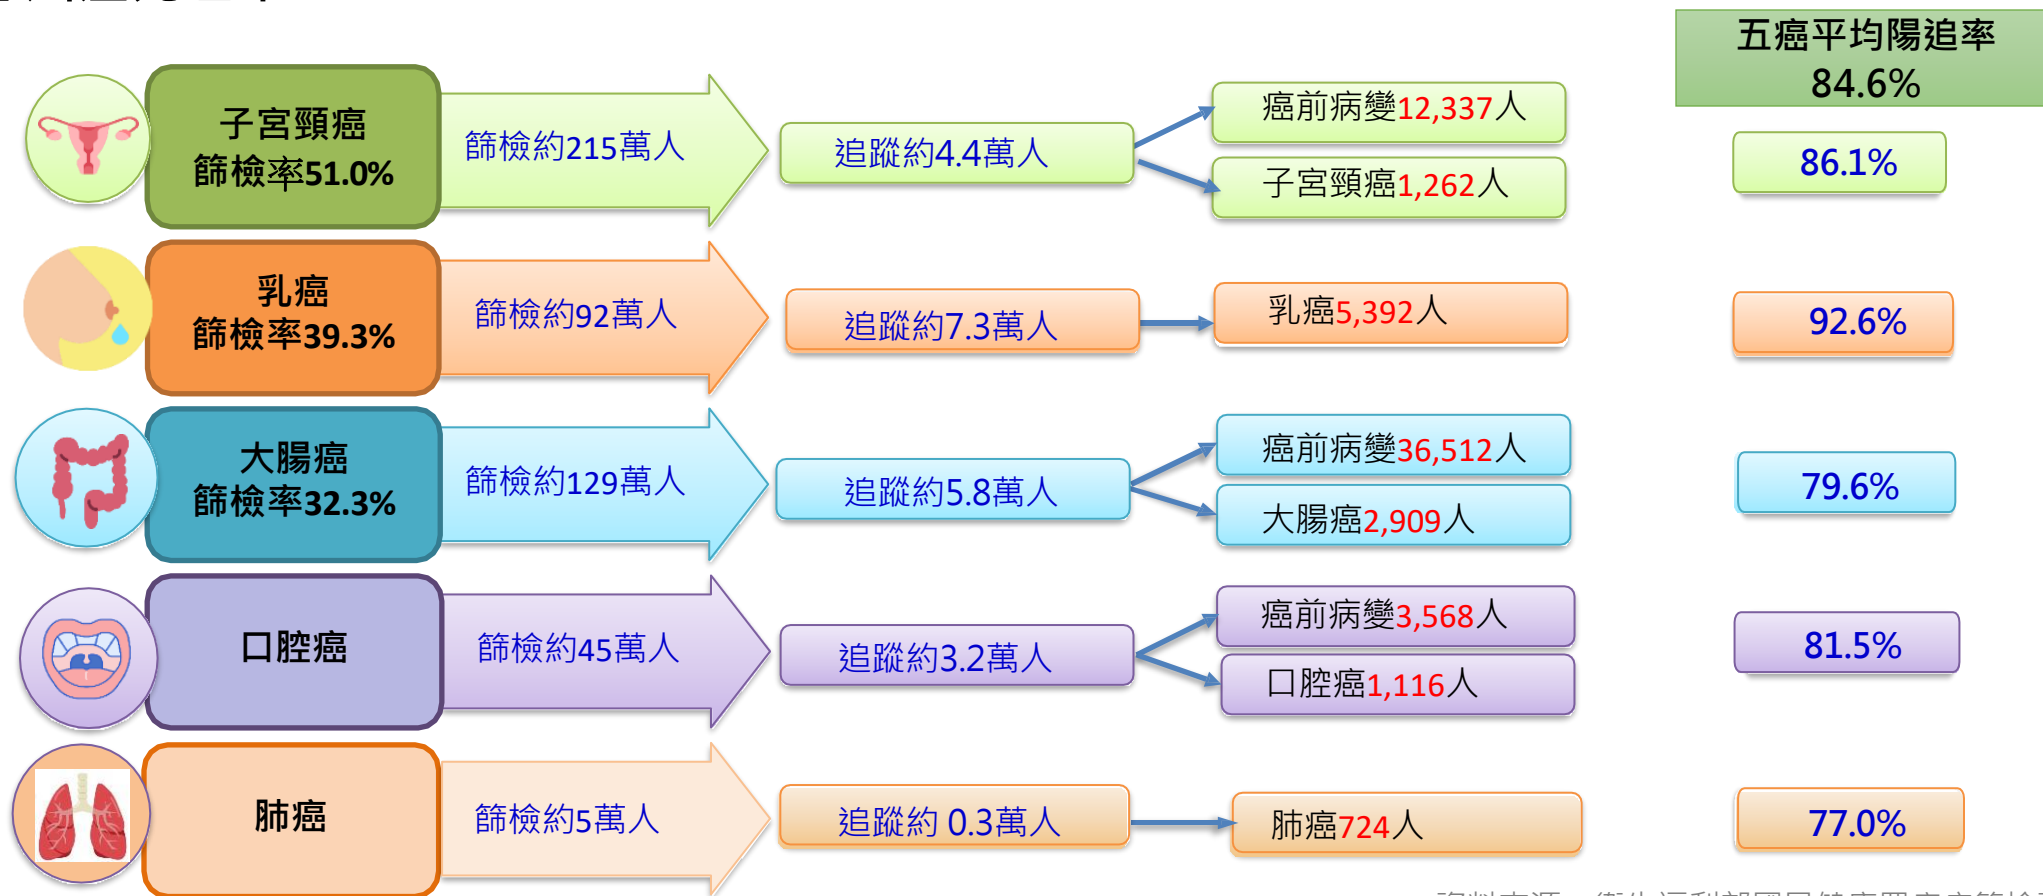 五癌平均陽追率
84.6%
子宮頸癌
篩檢率51.0%
篩檢約215萬人
追蹤約4.4萬人
癌前病變12,337人
子宮頸癌1,262人
86.1%
乳癌
篩檢率39.3%
篩檢約92萬人
追蹤約7.3萬人
乳癌5,392人
92.6%
大腸癌
篩檢率32.3%
篩檢約129萬人
追蹤約5.8萬人
癌前病變36,512人
大腸癌2,909人
79.6%
口腔癌
篩檢約45萬人
追蹤約3.2萬人
癌前病變3,568人
口腔癌1,116人
81.5%
肺癌
篩檢約5萬人
追蹤約 0.3萬人
肺癌724人
77.0%